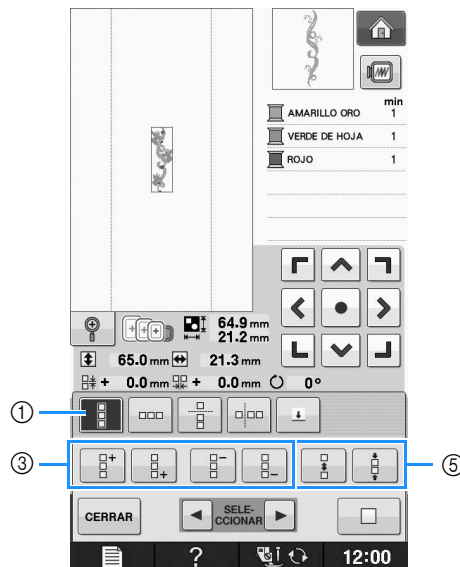 min
AMARILLO ORO 1
VERDE DE HOJA 1
ROJO 1
64.9 mm
21.2 mm
65.0 mm 21.3 mm
+ 0.0 mm + 0.0 mm 0°
①
③
⑤
CERRAR
SELE-
CCIONAR
? 12:00